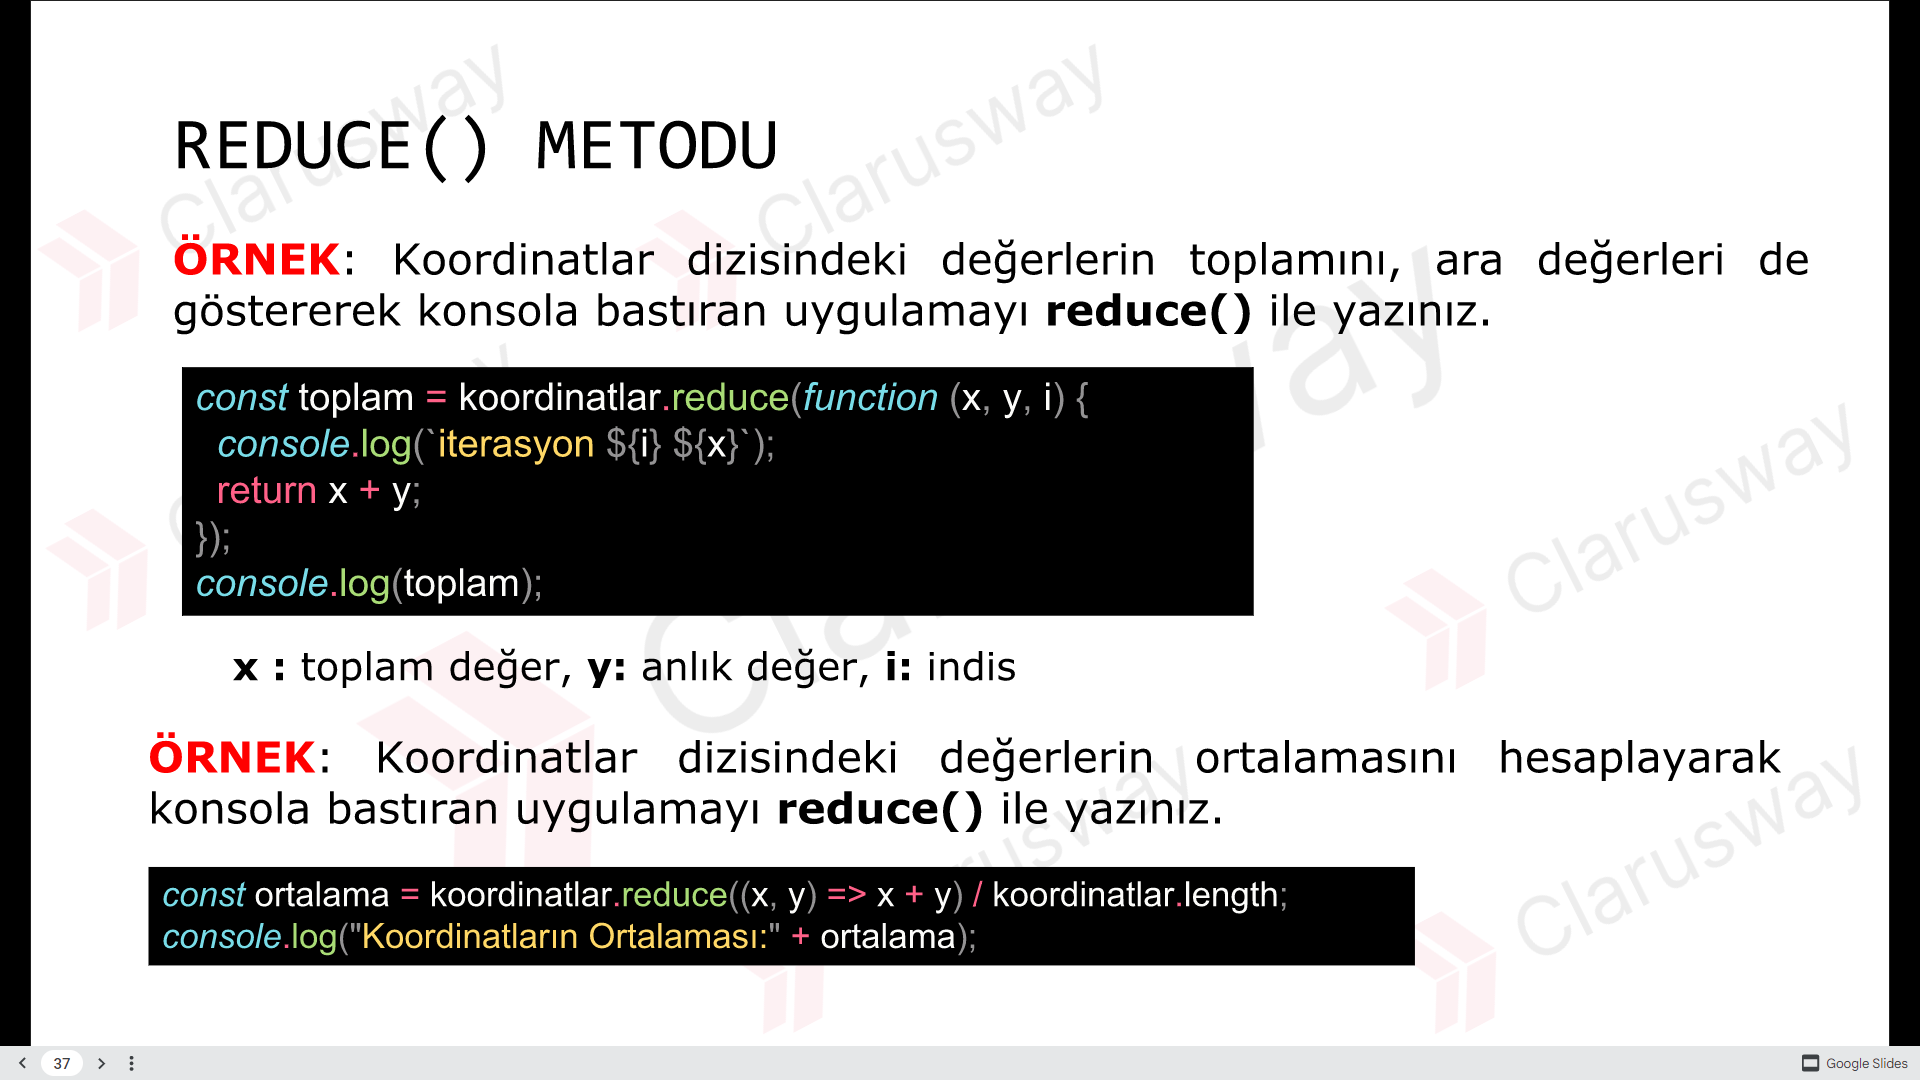 REDUCE() METODU
ÖRNEK: Koordinatlar dizisindeki değerlerin toplamını, ara değerleri de
göstererek konsola bastıran uygulamayı reduce() ile yazınız.
const toplam = koordinatlar.reduce(function (x, y, i) {
console.log(`iterasyon ${i} ${x}`);
return x + y;
});
console.log(toplam);
x : toplam değer, y: anlık değer, i: indis
ÖRNEK: Koordinatlar dizisindeki değerlerin ortalamasını hesaplayarak
konsola bastıran uygulamayı reduce() ile yazınız.
const ortalama = koordinatlar.reduce((x, y) => x + y) / koordinatlar.length;
console.log("Koordinatların Ortalaması:" + ortalama);
Clarusway
Clarusway
Clarusway
Clarusway
37
Google Slides